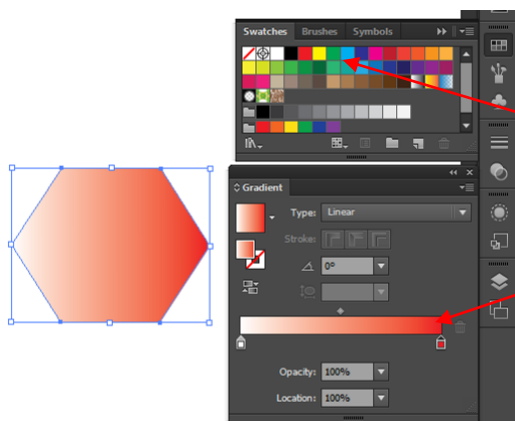 Swatches Brushes Symbols
Gradient
Type: Linear
Stroke:
0°
Opacity: 100%
Location: 100%